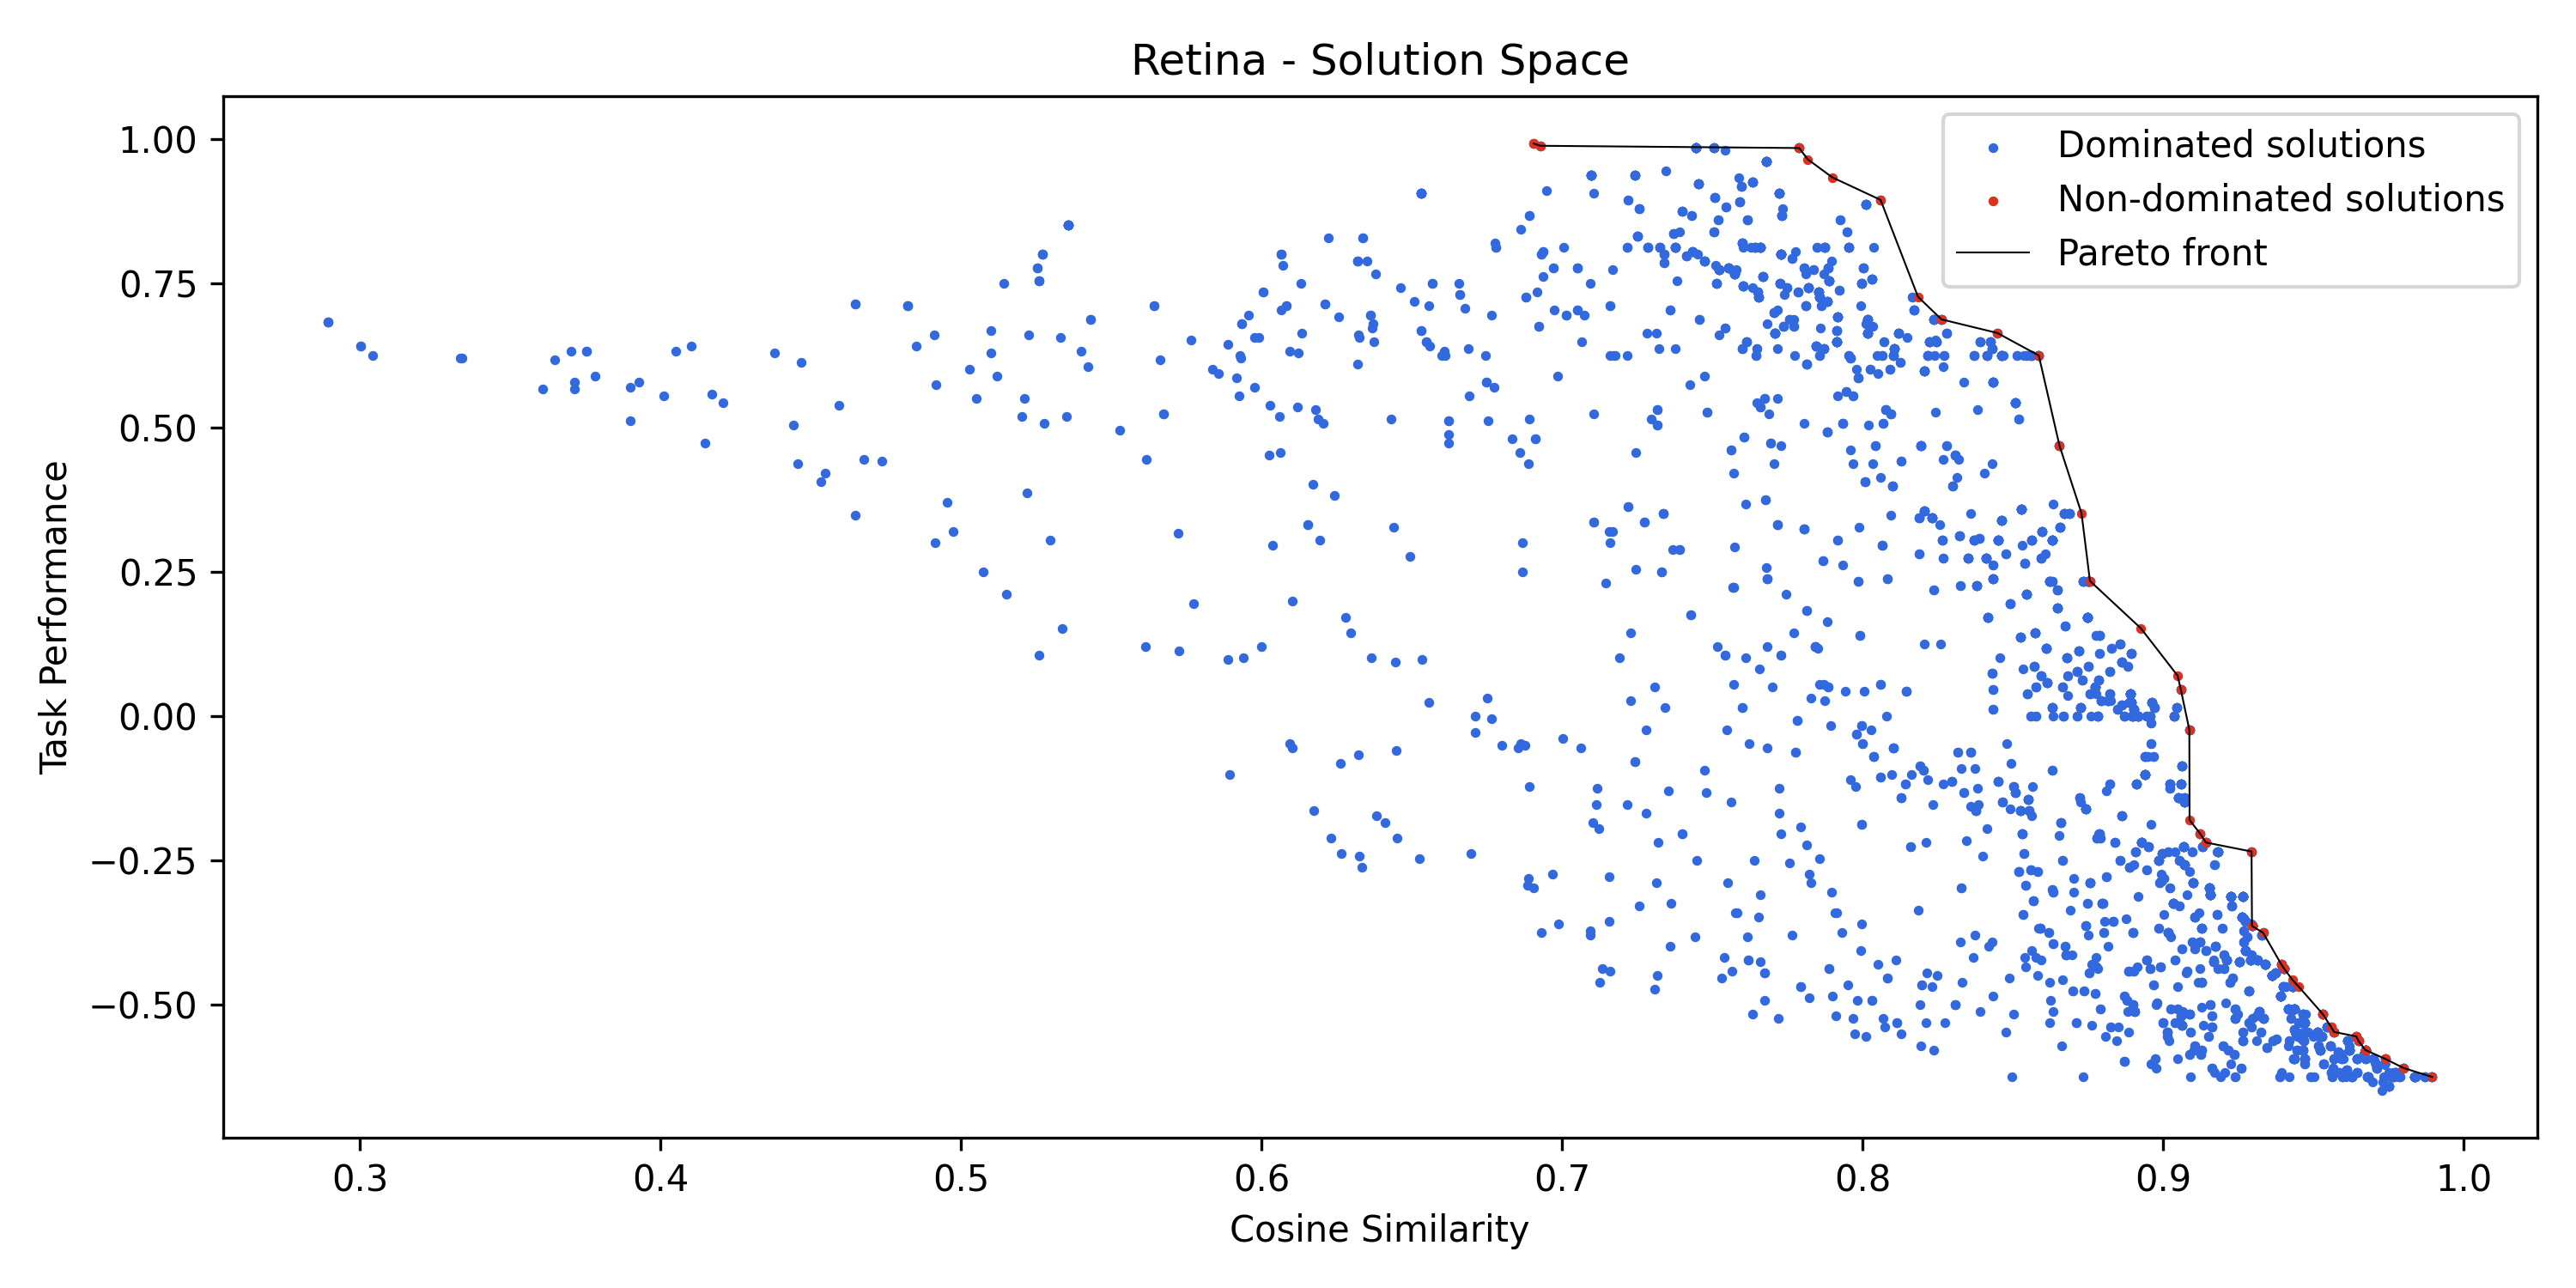 Retina - Solution Space
Dominated solutions
Non-dominated solutions
Pareto front
Task Performance
1.00
0.75
0.50
0.25
0.00
−0.25
−0.50
0.3 0.4 0.5 0.6 0.7 0.8 0.9 1.0
Cosine Similarity